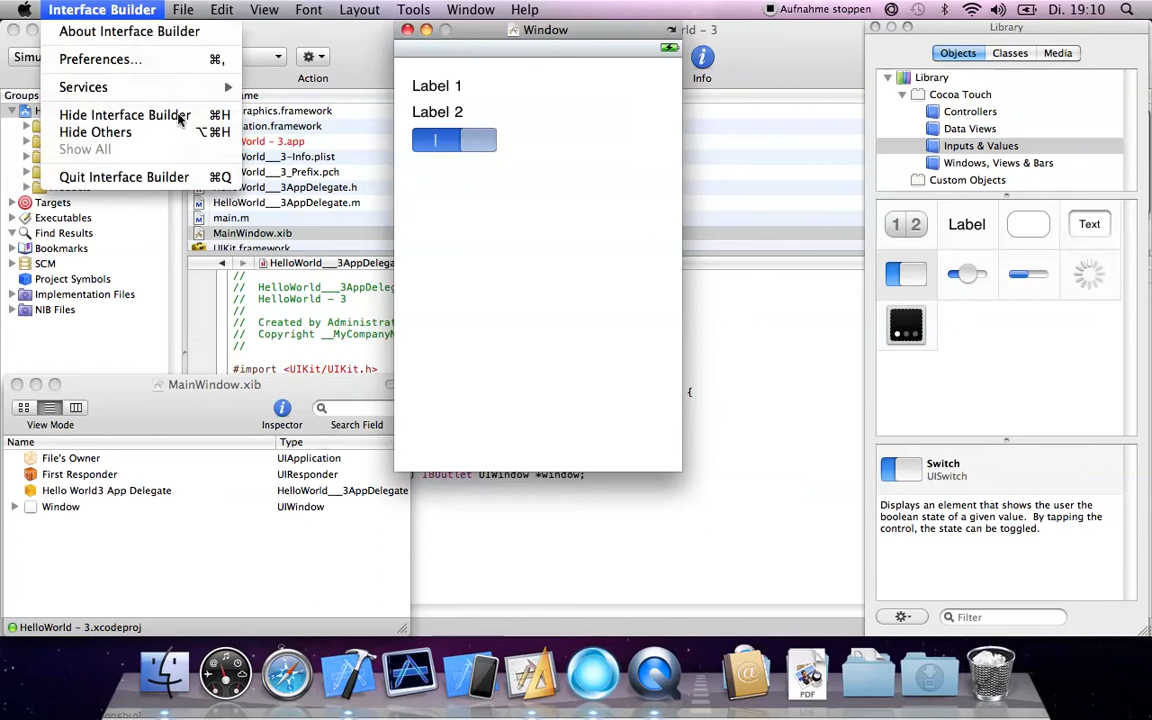 Interface Builder File Edit View Font Layout Tools Window Help Aufnahme stoppen Di. 19:10
About Interface Builder
Preferences... ⌘,
Services
Hide Interface Builder ⌘H
Hide Others ⌥⌘H
Show All
Quit Interface Builder ⌘Q
Simu
Action
Info
Groups
H
Targets
Executables
Find Results
Bookmarks
SCM
Project Symbols
Implementation Files
NIB Files
d - 3
raphics.framework
ation.framework
World - 3.app
World___3-Info.plist
World___3_Prefix.pch
World___3AppDelegate.h
HelloWorld___3AppDelegate.m
main.m
MainWindow.xib
UIKit.framework
HelloWorld___3AppDelega
//
// HelloWorld___3AppDeleg
// HelloWorld - 3
//
// Created by Administrat
// Copyright __MyCompanyN
//
#import <UIKit/UIKit.h>
{
IBOutlet UIWindow *window;
Window
Label 1
Label 2
MainWindow.xib
View Mode
Inspector
Search Field
Name Type
File's Owner UIApplication
First Responder UIResponder
Hello World3 App Delegate HelloWorld___3AppDelegate
Window UIWindow
HelloWorld - 3.xcodeproj
Library
Objects Classes Media
Library
Cocoa Touch
Controllers
Data Views
Inputs & Values
Windows, Views & Bars
Custom Objects
1 2 Label Text
Switch
UISwitch
Displays an element that shows the user the
boolean state of a given value. By tapping the
control, the state can be toggled.
Filter
PDF